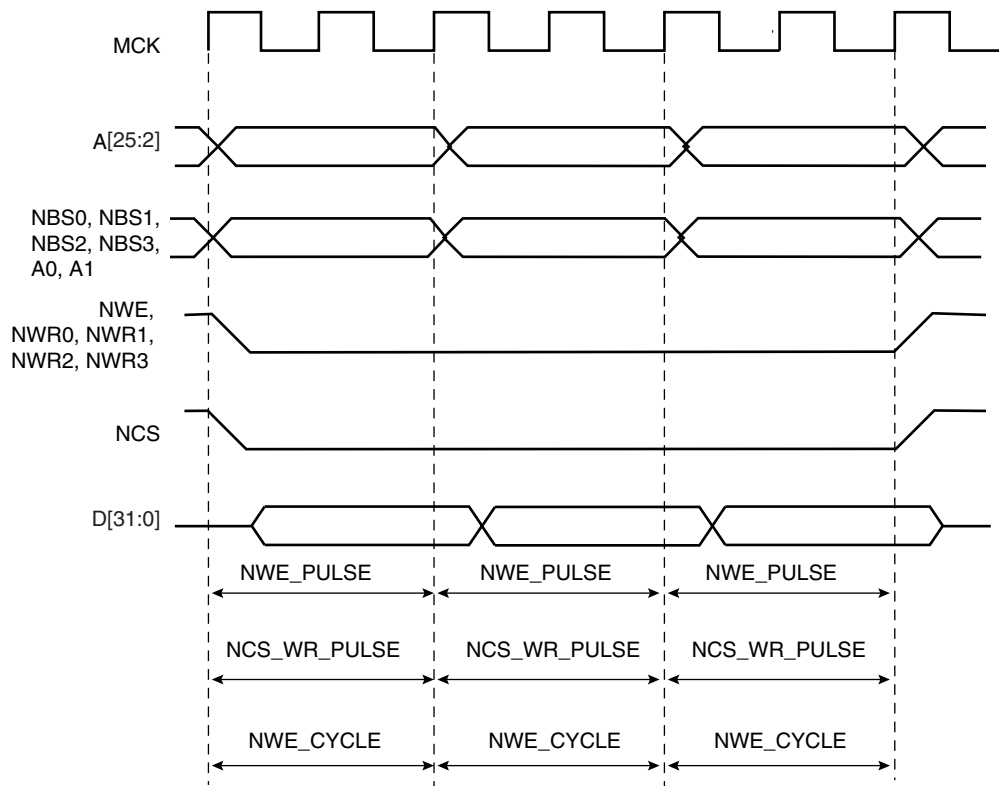 MCK
A[25:2]
NBS0, NBS1,
NBS2, NBS3,
A0, A1
NWE,
NWR0, NWR1,
NWR2, NWR3
NCS
D[31:0]
NWE_PULSE NWE_PULSE NWE_PULSE
NCS_WR_PULSE NCS_WR_PULSE NCS_WR_PULSE
NWE_CYCLE NWE_CYCLE NWE_CYCLE